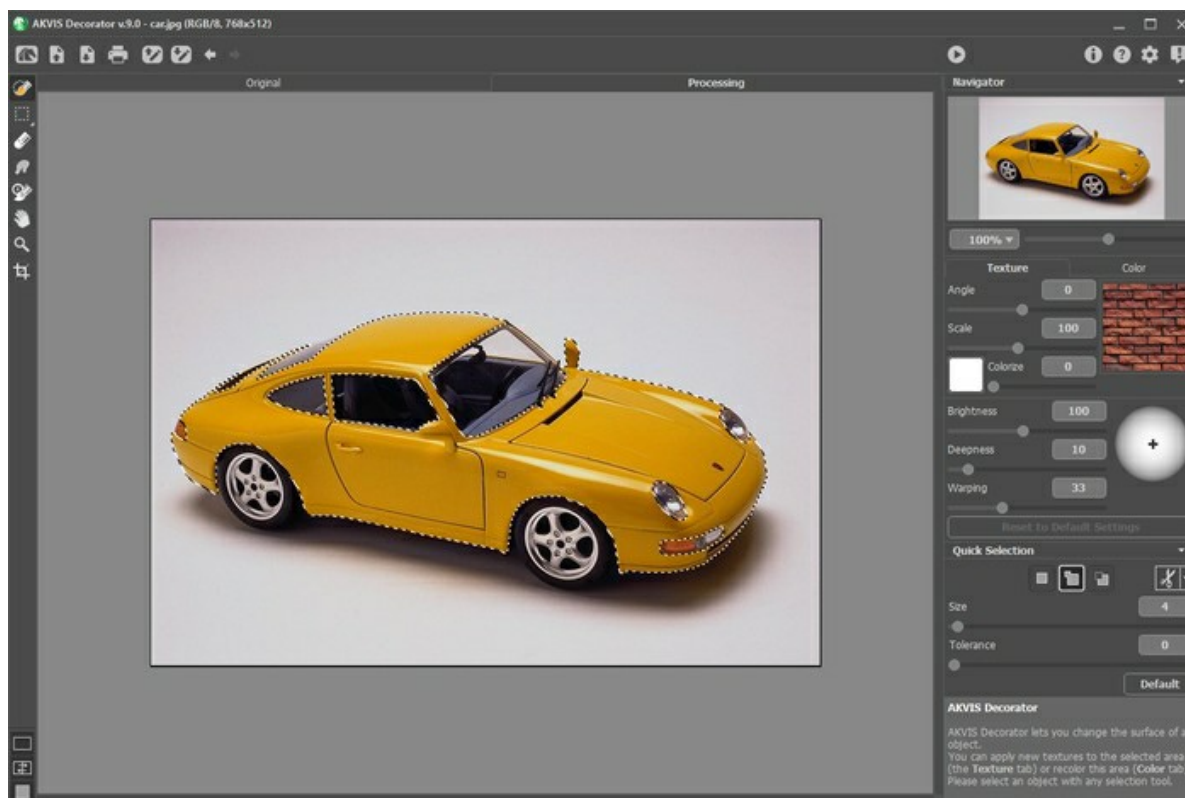 AKVIS Decorator v.9.0 - car.jpg (RGB/8, 768x512)
Original
Processing
Navigator
100%
Texture
Color
Angle
0
Scale
100
Colorize
0
Brightness
100
Deepness
10
Warping
33
Reset to Default Settings
Quick Selection
Size
4
Tolerance
0
Default
AKVIS Decorator
AKVIS Decorator lets you change the surface of a
object.
You can apply new textures to the selected area
(the Texture tab) or recolor this area (Color tab
Please select an object with any selection tool.